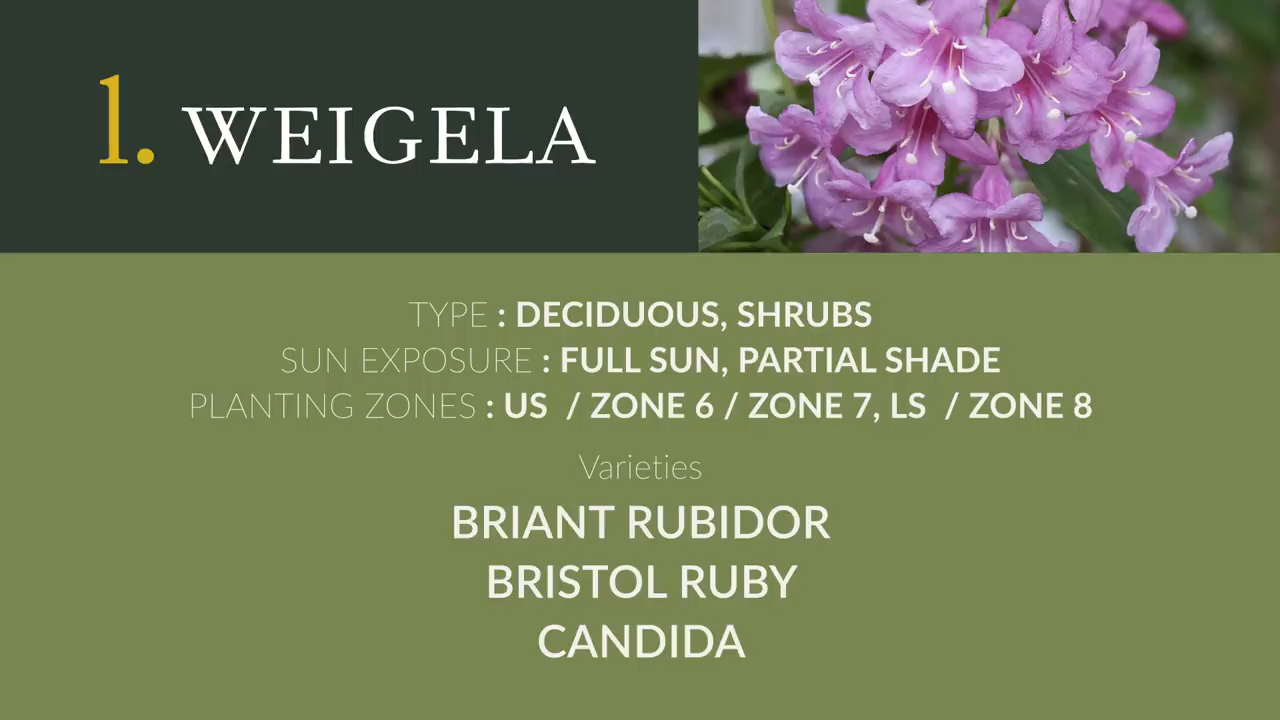 1. WEIGELA
TYPE : DECIDUOUS, SHRUBS
SUN EXPOSURE : FULL SUN, PARTIAL SHADE
PLANTING ZONES : US / ZONE 6 / ZONE 7, LS / ZONE 8
Varieties
BRIANT RUBIDOR
BRISTOL RUBY
CANDIDA